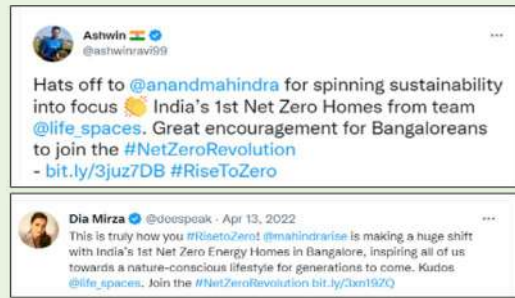 Ashwin
@ashwinravi99
Hats off to @anandmahindra for spinning sustainability
into focus 👏 India's 1st Net Zero Homes from team
@life_spaces. Great encouragement for Bangaloreans
to join the #NetZeroRevolution
- bit.ly/3juz7DB #RiseToZero
Dia Mirza @deespeak · Apr 13, 2022
This is truly how you #RisetoZero! @mahindrarise is making a huge shift
with India's 1st Net Zero Energy Homes in Bangalore, inspiring all of us
towards a nature-conscious lifestyle for generations to come. Kudos
@life_spaces. Join the #NetZeroRevolution bit.ly/3xn19ZQ